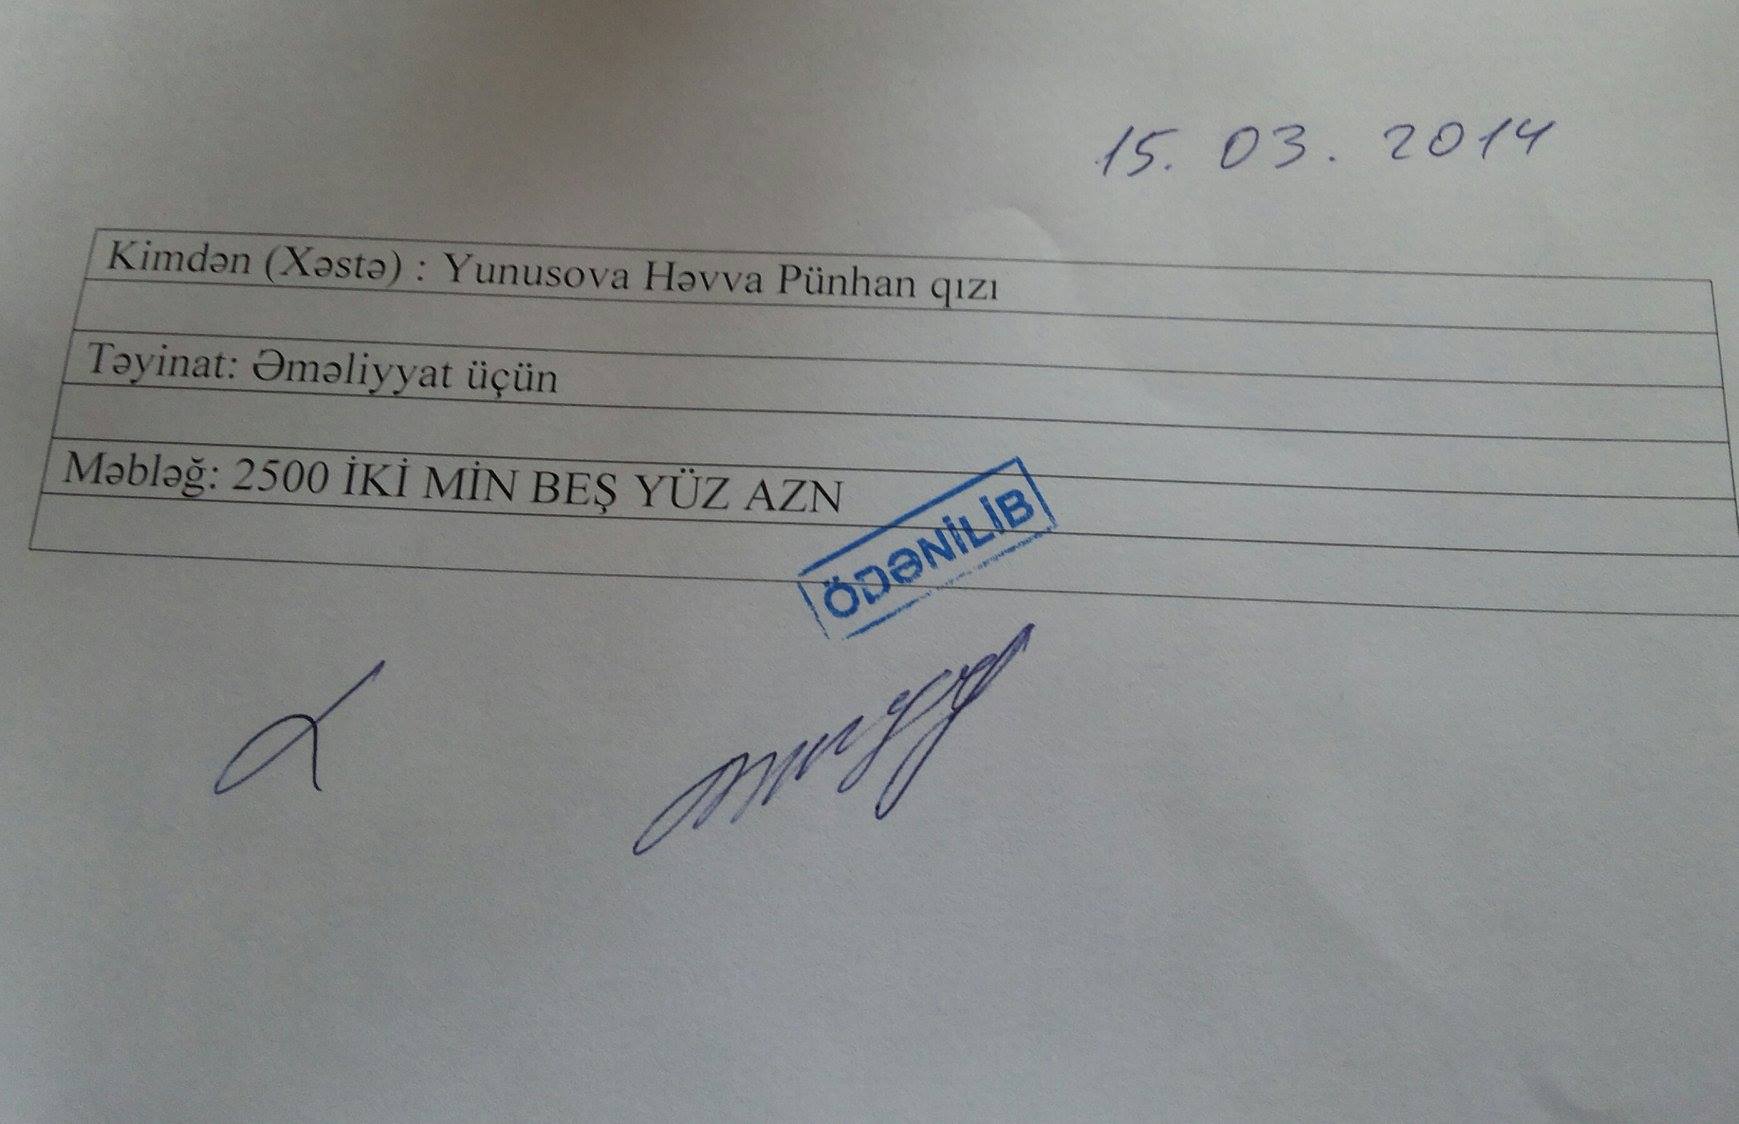 15. 03. 2014
Kimdən (Xəstə) : Yunusova Həvva Pünhan qızı
Təyinat: Əməliyyat üçün
Məbləğ: 2500 İKİ MİN BEŞ YÜZ AZN
ÖDƏNİLİB